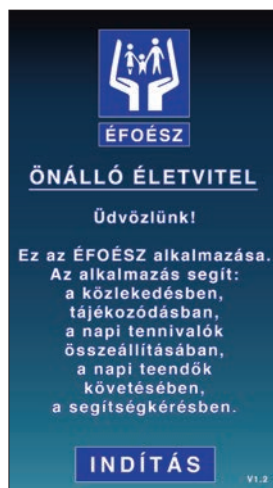 ÉFOÉSZ
ÖNÁLLÓ ÉLETVITEL
Üdvözlünk!
Ez az ÉFOÉSZ alkalmazása.
Az alkalmazás segít:
a közlekedésben,
tájékozódásban,
a napi tennivalók
összeállításában,
a napi teendők
követésében,
a segítségkérésben.
INDÍTÁS
V1.2